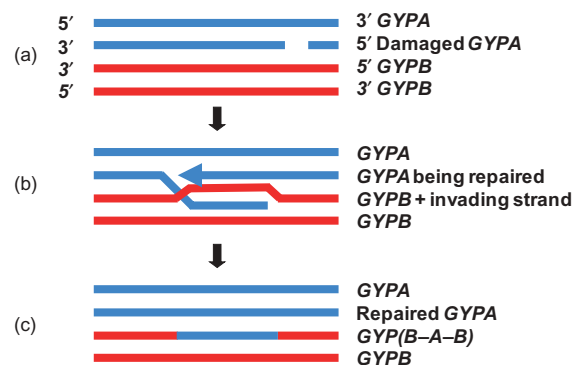 5′ 3′ GYPA
3′ 5′ Damaged GYPA
(a)
3′ 5′ GYPB
5′ 3′ GYPB
GYPA
GYPA being repaired
(b)
GYPB + invading strand
GYPB
GYPA
Repaired GYPA
(c)
GYP(B–A–B)
GYPB